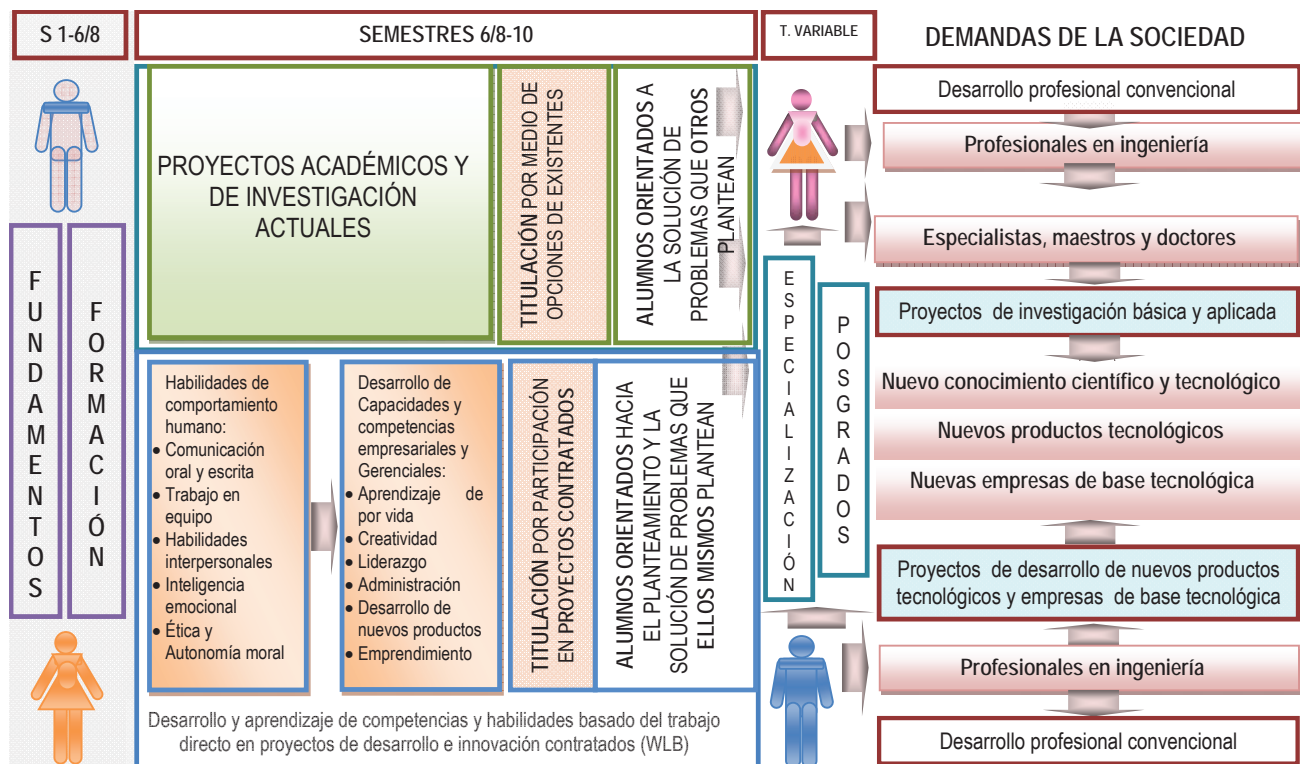 S 1-6/8
SEMESTRES 6/8-10
T. VARIABLE
DEMANDAS DE LA SOCIEDAD
FUNDAMENTOS
FORMACIÓN
PROYECTOS ACADÉMICOS Y
DE INVESTIGACIÓN
ACTUALES
TITULACIÓN POR MEDIO DE
OPCIONES DE EXISTENTES
ALUMNOS ORIENTADOS A
LA SOLUCIÓN DE
PROBLEMAS QUE OTROS
PLANTEAN
Habilidades de
comportamiento
humano:
• Comunicación
oral y escrita
• Trabajo en
equipo
• Habilidades
interpersonales
• Inteligencia
emocional
• Ética y
Autonomía moral
Desarrollo de
Capacidades y
competencias
empresariales y
Gerenciales:
• Aprendizaje de
por vida
• Creatividad
• Liderazgo
• Administración
• Desarrollo de
nuevos productos
• Emprendimiento
TITULACIÓN POR PARTICIPACIÓN
EN PROYECTOS CONTRATADOS
ALUMNOS ORIENTADOS HACIA
EL PLANTEAMIENTO Y LA
SOLUCIÓN DE PROBLEMAS QUE
ELLOS MISMOS PLANTEAN
Desarrollo y aprendizaje de competencias y habilidades basado del trabajo
directo en proyectos de desarrollo e innovación contratados (WLB)
ESPECIALIZACIÓN
POSGRADOS
Desarrollo profesional convencional
Profesionales en ingeniería
Especialistas, maestros y doctores
Proyectos de investigación básica y aplicada
Nuevo conocimiento científico y tecnológico
Nuevos productos tecnológicos
Nuevas empresas de base tecnológica
Proyectos de desarrollo de nuevos productos
tecnológicos y empresas de base tecnológica
Profesionales en ingeniería
Desarrollo profesional convencional